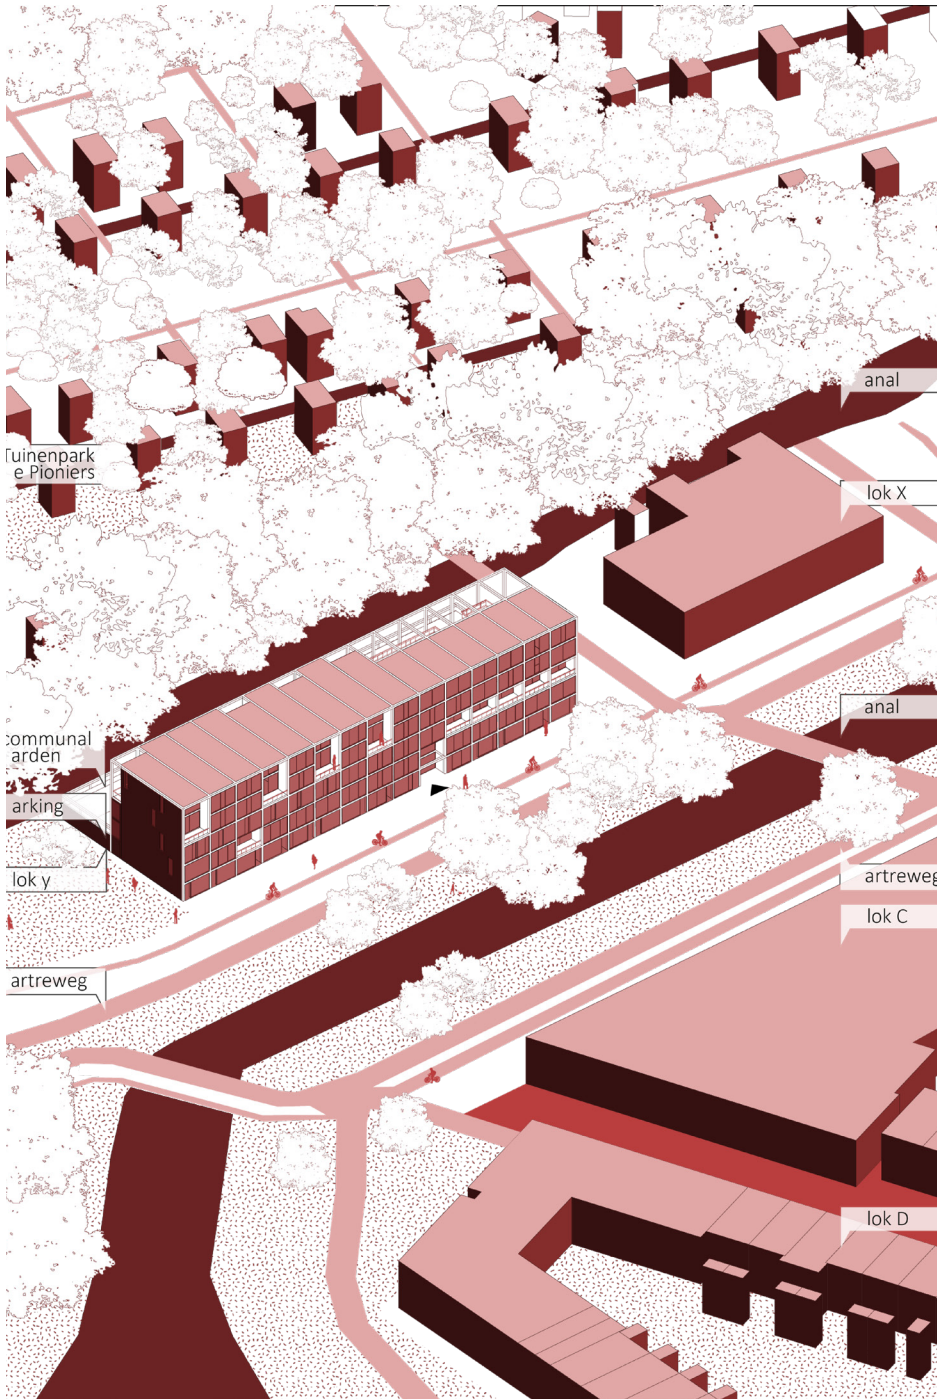 anal
Tuinenpark
e Pioniers
lok X
anal
communal
arden
arking
lok y
artreweg
lok C
artreweg
lok D